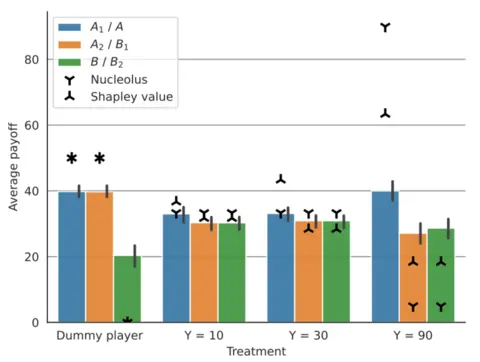 A1 / A
A2 / B1
B / B2
Nucleolus
Shapley value
80
60
40
20
0
Average payoff
Dummy player
Y = 10
Y = 30
Y = 90
Treatment